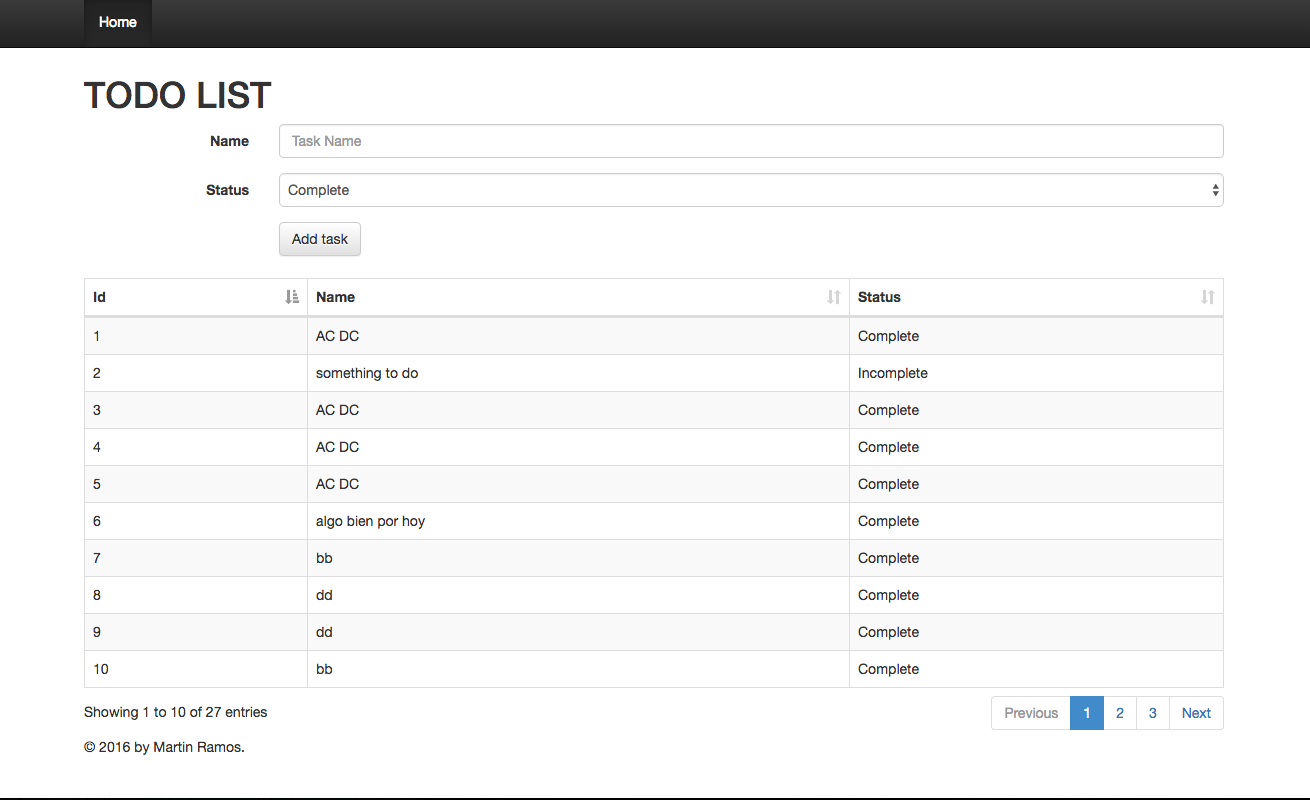 Home
TODO LIST
Name Task Name
Status Complete
Add task
Id Name Status
1 AC DC Complete
2 something to do Incomplete
3 AC DC Complete
4 AC DC Complete
5 AC DC Complete
6 algo bien por hoy Complete
7 bb Complete
8 dd Complete
9 dd Complete
10 bb Complete
Showing 1 to 10 of 27 entries Previous 1 2 3 Next
© 2016 by Martin Ramos.